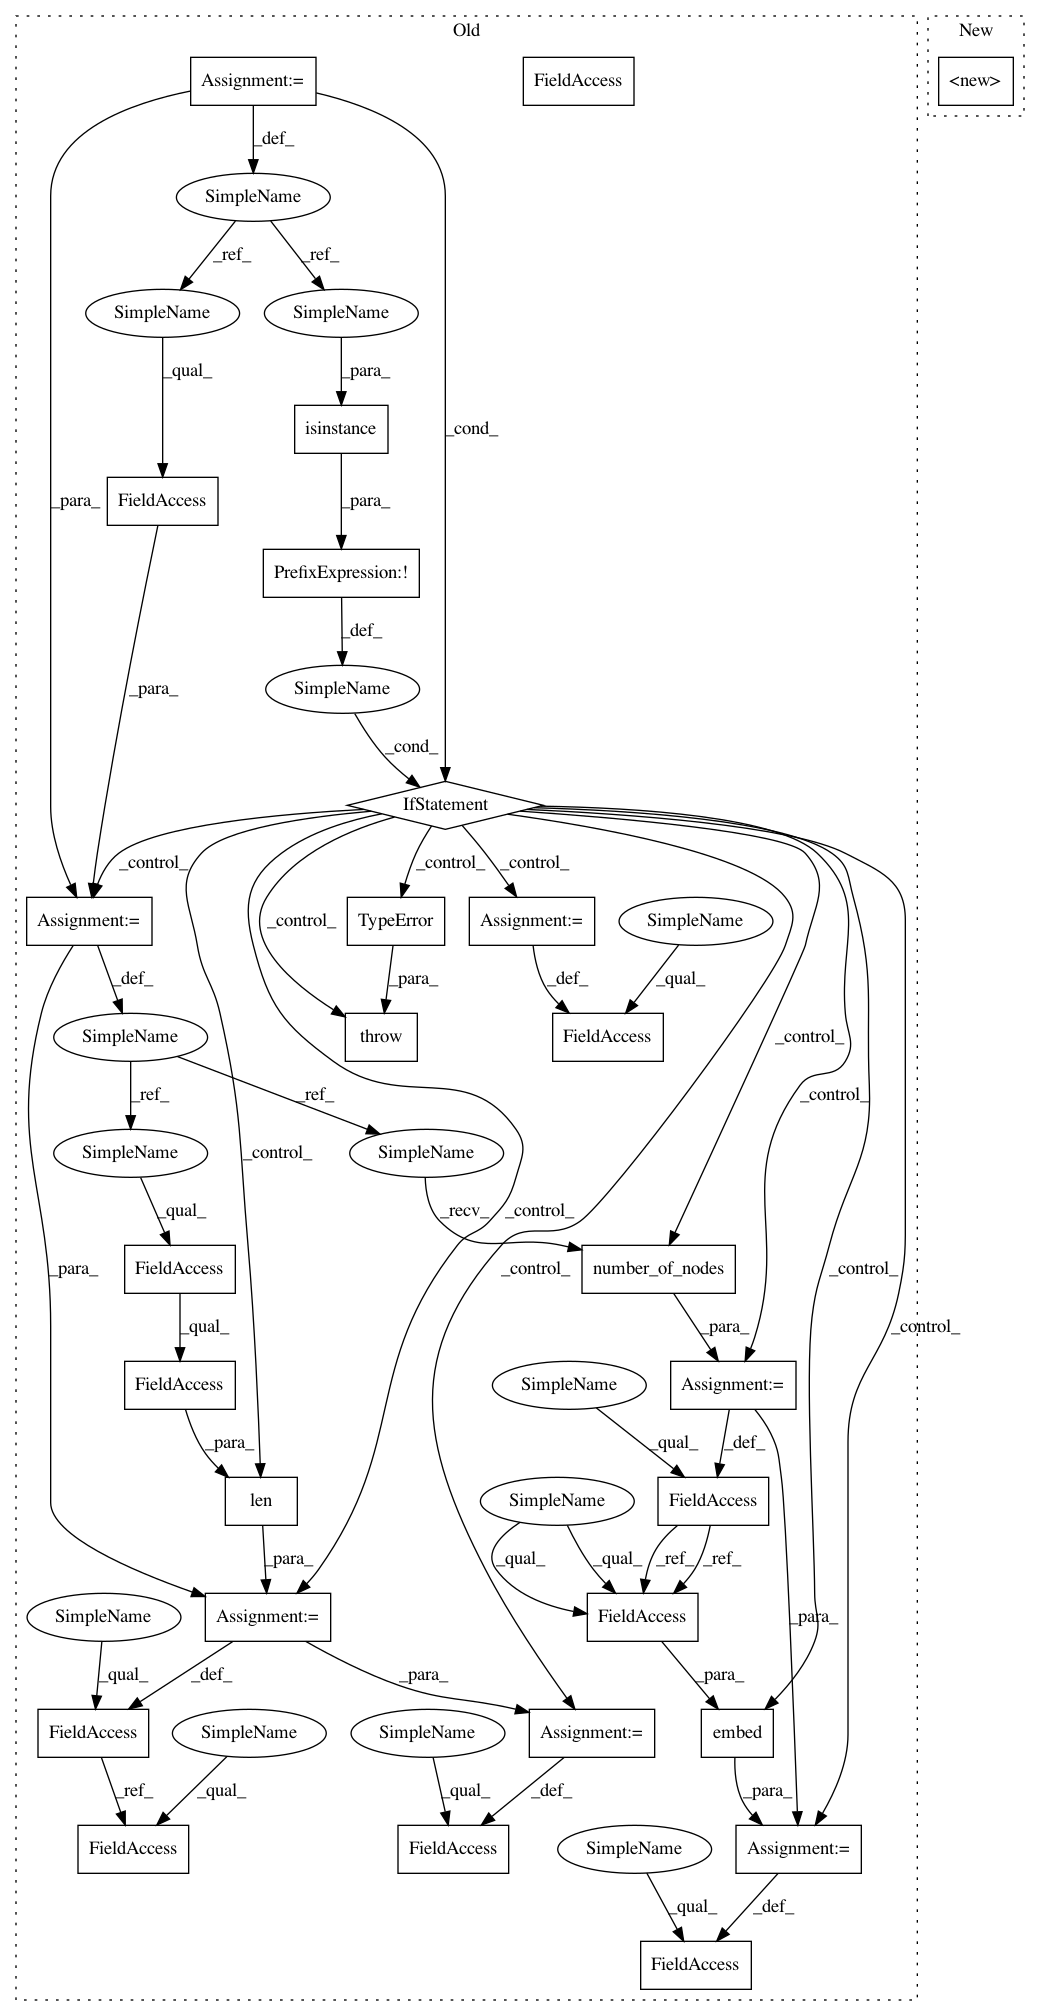 Old
New
Assignment:=
FieldAccess
<new>
_def_
SimpleName
_ref_
_ref_
SimpleName
SimpleName
_qual_
_para_
isinstance
_cond_
FieldAccess
_para_
_para_
PrefixExpression:!
_def_
SimpleName
_para_
_cond_
IfStatement
_control_
_control_
_control_
Assignment:=
_control_
TypeError
Assignment:=
SimpleName
_def_
_para_
_def_
_qual_
SimpleName
throw
FieldAccess
_control_
_ref_
_ref_
_control_
SimpleName
_control_
SimpleName
_qual_
_recv_
_control_
_para_
FieldAccess
_control_
number_of_nodes
_control_
_qual_
_para_
_control_
FieldAccess
SimpleName
Assignment:=
_para_
_qual_
_def_
len
SimpleName
FieldAccess
_para_
_qual_
_qual_
_ref_
_ref_
SimpleName
Assignment:=
FieldAccess
_para_
_qual_
_def_
_para_
_para_
FieldAccess
SimpleName
SimpleName
Assignment:=
embed
_ref_
_qual_
_qual_
_def_
_para_
FieldAccess
FieldAccess
SimpleName
Assignment:=
_qual_
_def_
FieldAccess